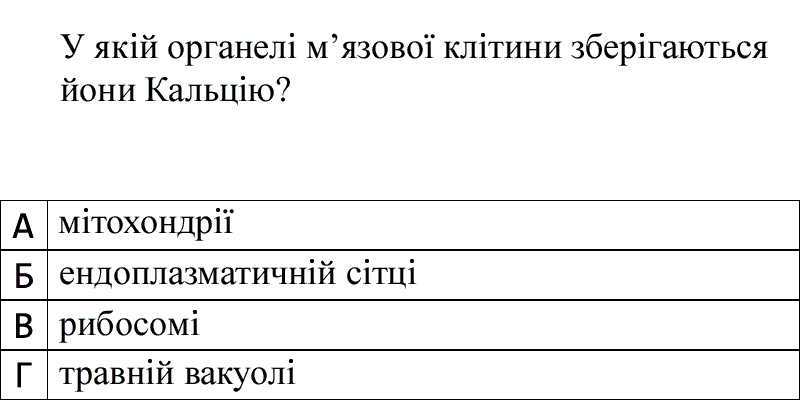 У якій органелі м’язової клітини зберігаються
йони Кальцію?
А мітохондрії
Б ендоплазматичній сітці
В рибосомі
Г травній вакуолі